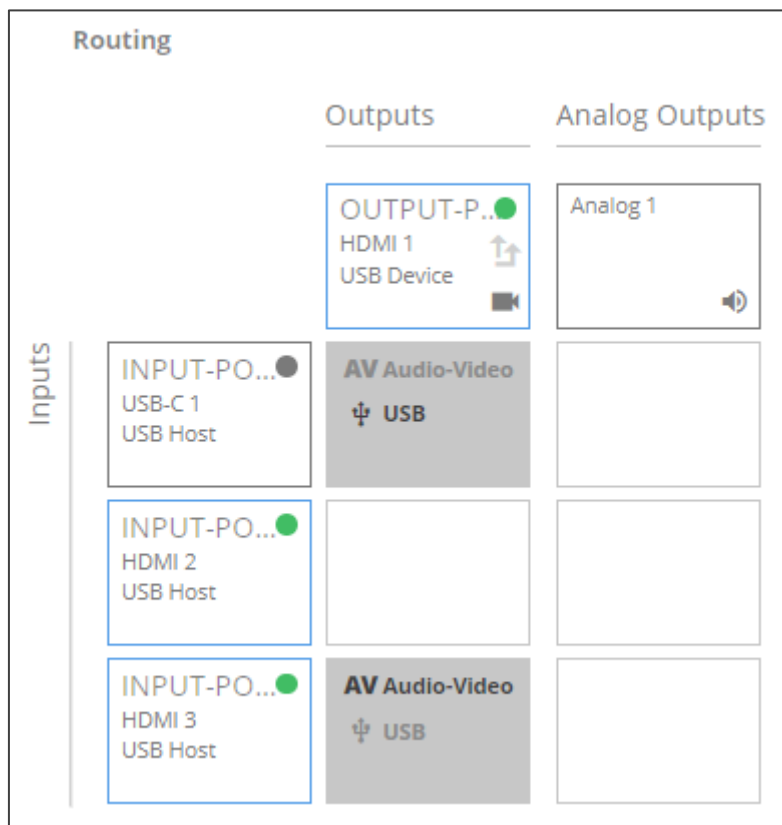 Routing
Outputs
Analog Outputs
OUTPUT-P...
HDMI 1
USB Device
Analog 1
Inputs
INPUT-PO...
USB-C 1
USB Host
AV Audio-Video
USB
INPUT-PO...
HDMI 2
USB Host
INPUT-PO...
HDMI 3
USB Host
AV Audio-Video
USB